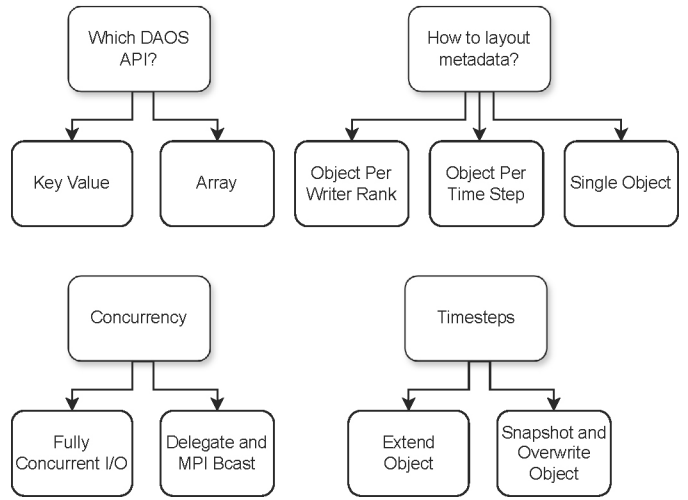 Which DAOS
API?
How to layout
metadata?
Key Value
Array
Object Per
Writer Rank
Object Per
Time Step
Single Object
Concurrency
Timesteps
Fully
Concurrent I/O
Delegate and
MPI Bcast
Extend
Object
Snapshot and
Overwrite
Object